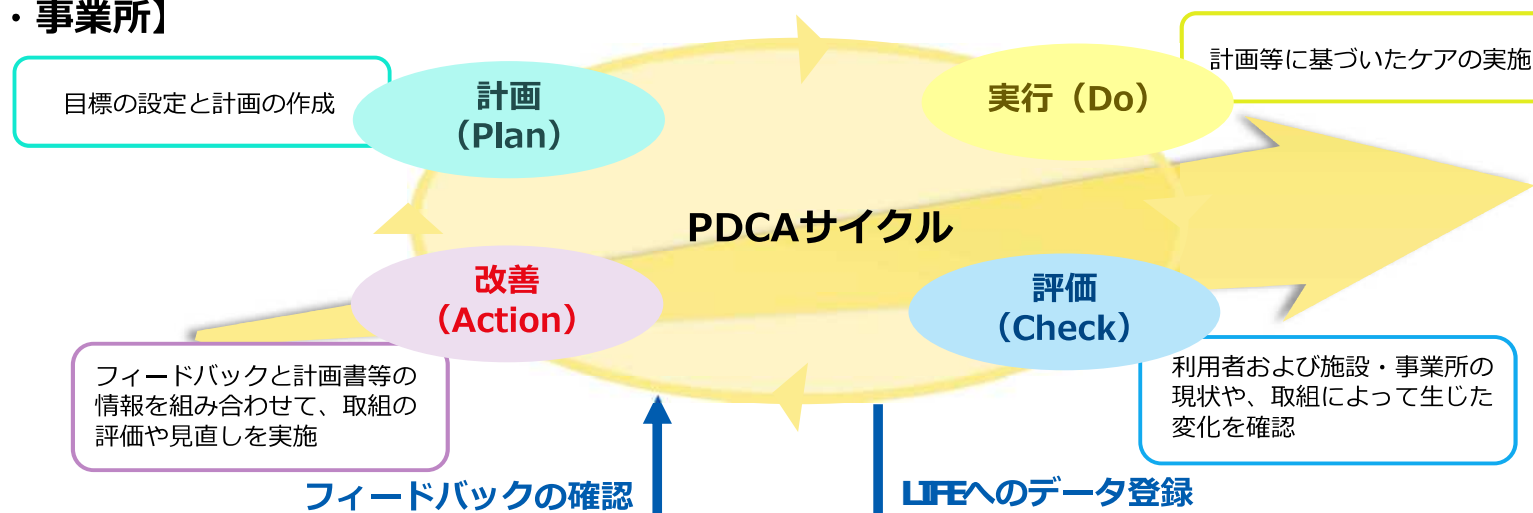 ・事業所】
目標の設定と計画の作成
計画
（Plan）
実行（Do）
計画等に基づいたケアの実施
PDCAサイクル
改善
（Action）
評価
（Check）
フィードバックと計画書等の
情報を組み合わせて、取組の
評価や見直しを実施
利用者および施設・事業所の
現状や、取組によって生じた
変化を確認
フィードバックの確認
LIFEへのデータ登録